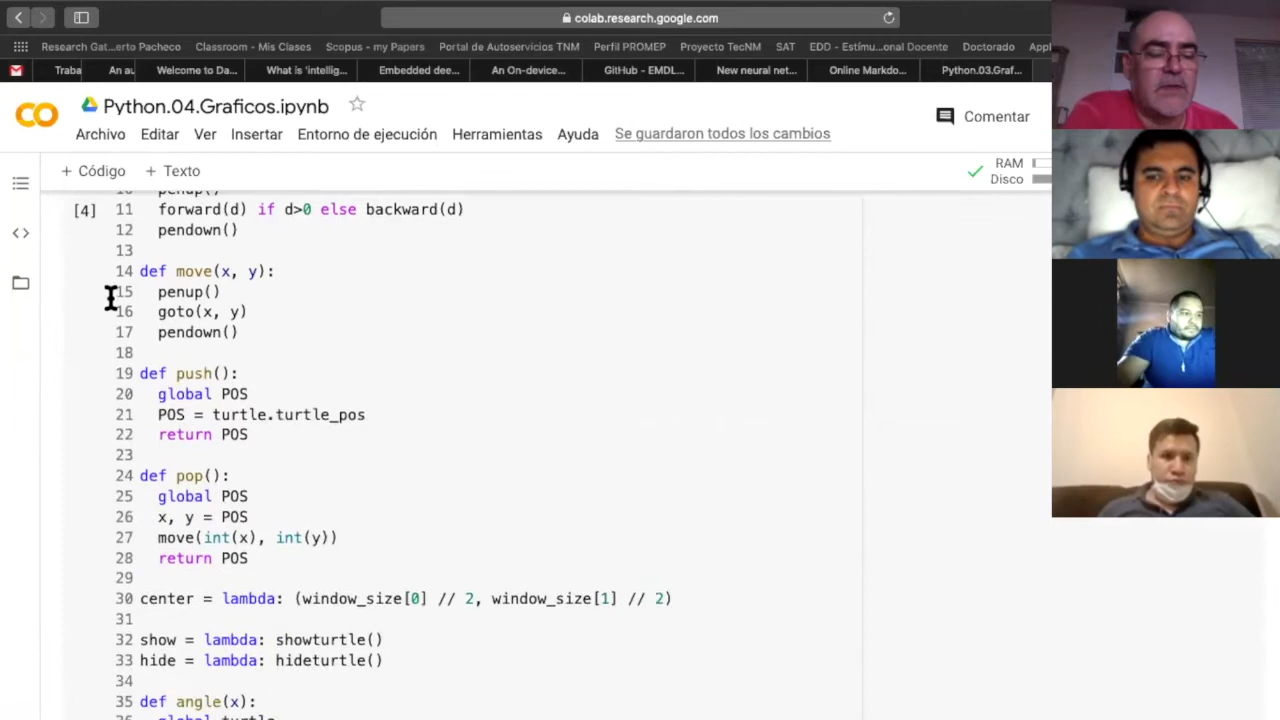 colab.research.google.com
Research Gat...erto Pacheco Classroom - Mis Clases Scopus - my Papers Portal de Autoservicios TNM Perfil PROMEP Proyecto TecNM SAT EDD - Estímu...onal Docente Doctorado Appl
Traba An au Welcome to Da... What is 'intellig... Embedded dee... An On-device... GitHub - EMDL... New neural net... Online Markdo... Python.03.Graf...
Python.04.Graficos.ipynb
Comentar
Archivo Editar Ver Insertar Entorno de ejecución Herramientas Ayuda Se guardaron todos los cambios
+ Código + Texto
RAM
Disco
10 penup()
[4] 11 forward(d) if d>0 else backward(d)
12 pendown()
13
14 def move(x, y):
15 penup()
16 goto(x, y)
17 pendown()
18
19 def push():
20 global POS
21 POS = turtle.turtle_pos
22 return POS
23
24 def pop():
25 global POS
26 x, y = POS
27 move(int(x), int(y))
28 return POS
29
30 center = lambda: (window_size[0] // 2, window_size[1] // 2)
31
32 show = lambda: showturtle()
33 hide = lambda: hideturtle()
34
35 def angle(x):
36 global turtle